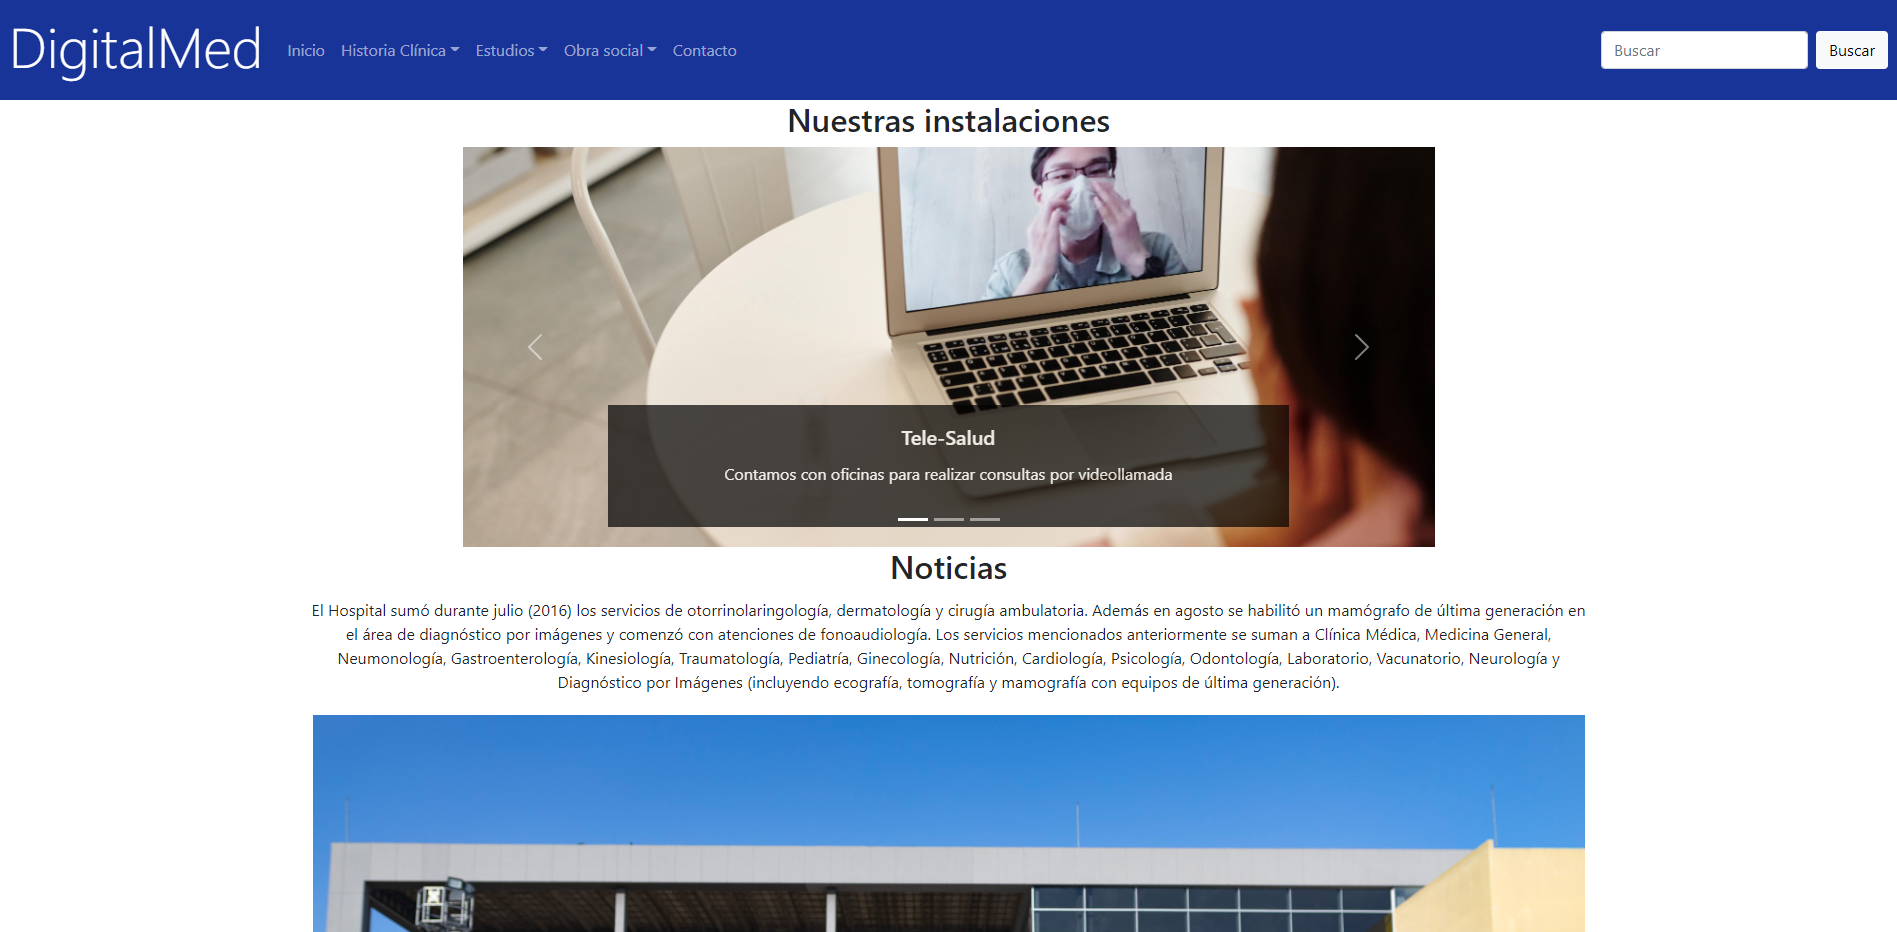 DigitalMed
Inicio
Historia Clínica
Estudios
Obra social
Contacto
Buscar
Buscar
Nuestras instalaciones
Tele-Salud
Contamos con oficinas para realizar consultas por videollamada
Noticias
El Hospital sumó durante julio (2016) los servicios de otorrinolaringología, dermatología y cirugía ambulatoria. Además en agosto se habilitó un mamógrafo de última generación en
el área de diagnóstico por imágenes y comenzó con atenciones de fonoaudiología. Los servicios mencionados anteriormente se suman a Clínica Médica, Medicina General,
Neumonología, Gastroenterología, Kinesiología, Traumatología, Pediatría, Ginecología, Nutrición, Cardiología, Psicología, Odontología, Laboratorio, Vacunatorio, Neurología y
Diagnóstico por Imágenes (incluyendo ecografía, tomografía y mamografía con equipos de última generación).